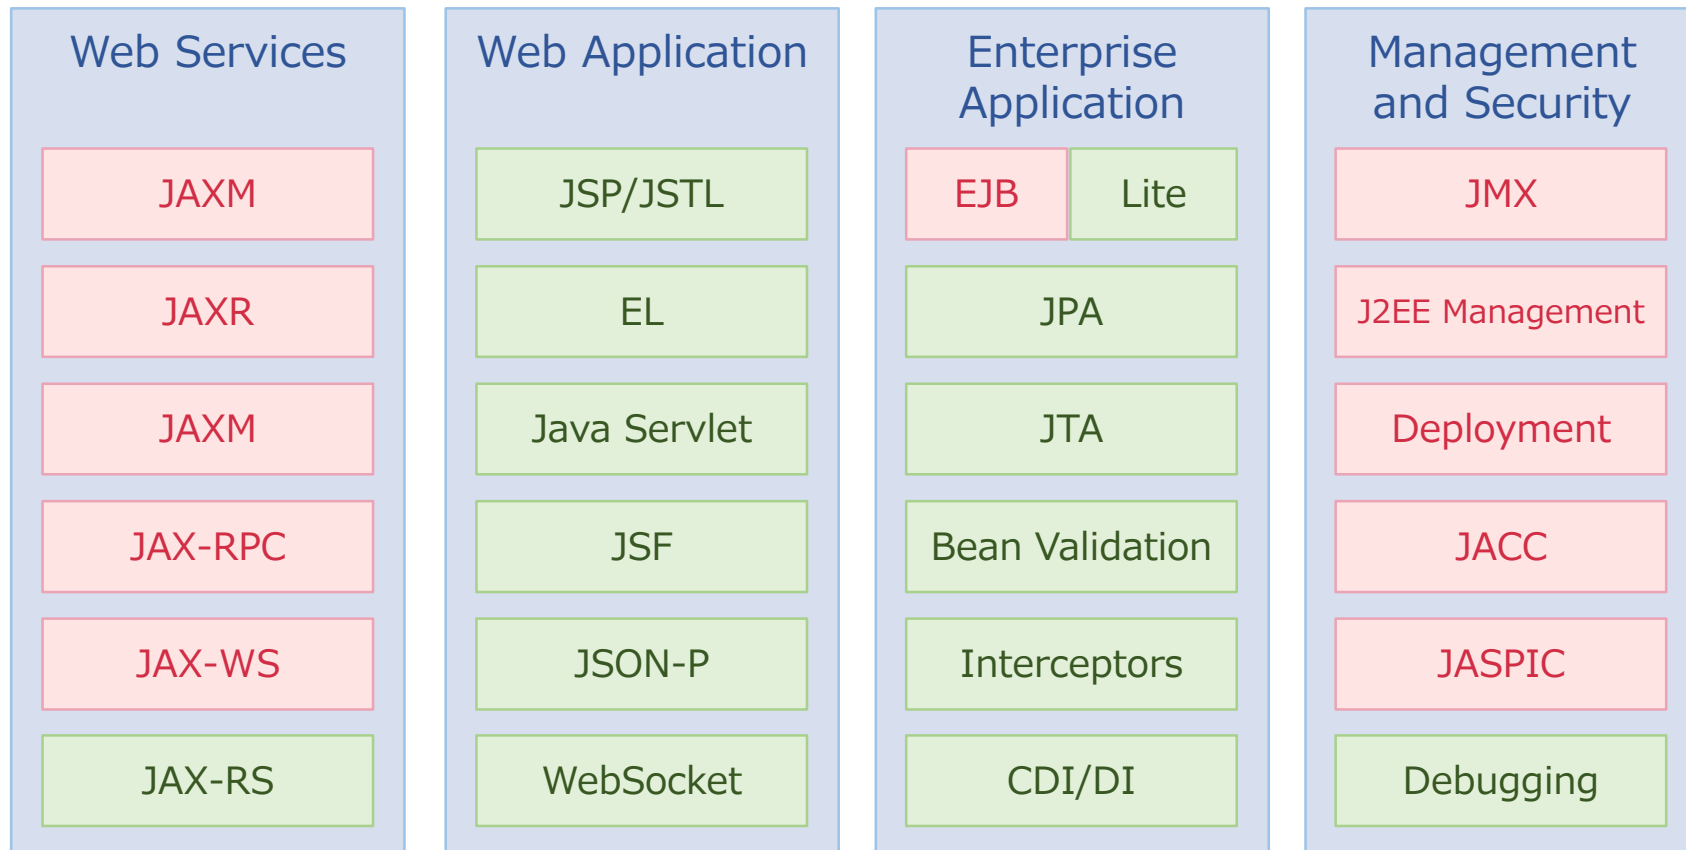 Web Services
JAXM
JAXR
JAXM
JAX-RPC
JAX-WS
JAX-RS
Web Application
JSP/JSTL
EL
Java Servlet
JSF
JSON-P
WebSocket
Enterprise
Application
EJB Lite
JPA
JTA
Bean Validation
Interceptors
CDI/DI
Management
and Security
JMX
J2EE Management
Deployment
JACC
JASPIC
Debugging